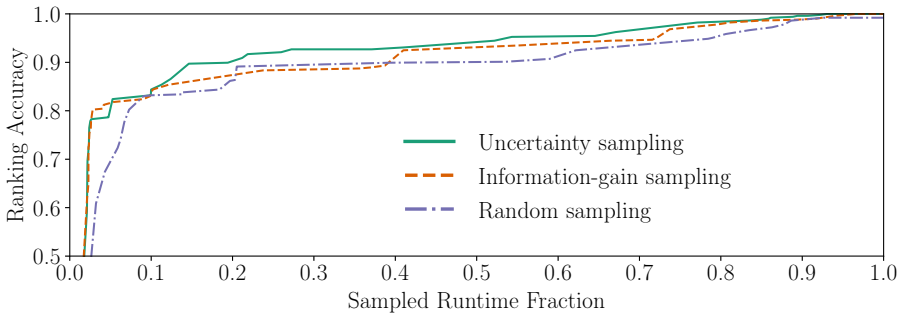 1.0
0.9
0.8
0.7
0.6
0.5
Ranking Accuracy
Uncertainty sampling
Information-gain sampling
Random sampling
0.0 0.1 0.2 0.3 0.4 0.5 0.6 0.7 0.8 0.9 1.0
Sampled Runtime Fraction